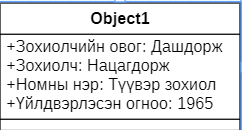 Object1
+Зохиолчийн овог: Дашдорж
+Зохиолч: Нацагдорж
+Номны нэр: Түүвэр зохиол
+Үйлдвэрлэсэн огноо: 1965